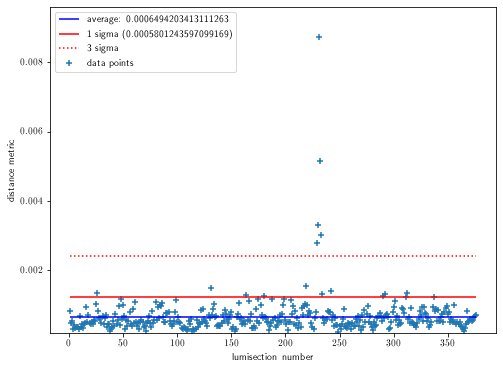 average: 0.0006494203413111263
1 sigma (0.0005801243597099169)
3 sigma
data points
distance metric
0.008
0.006
0.004
0.002
0 50 100 150 200 250 300 350
lumisection number